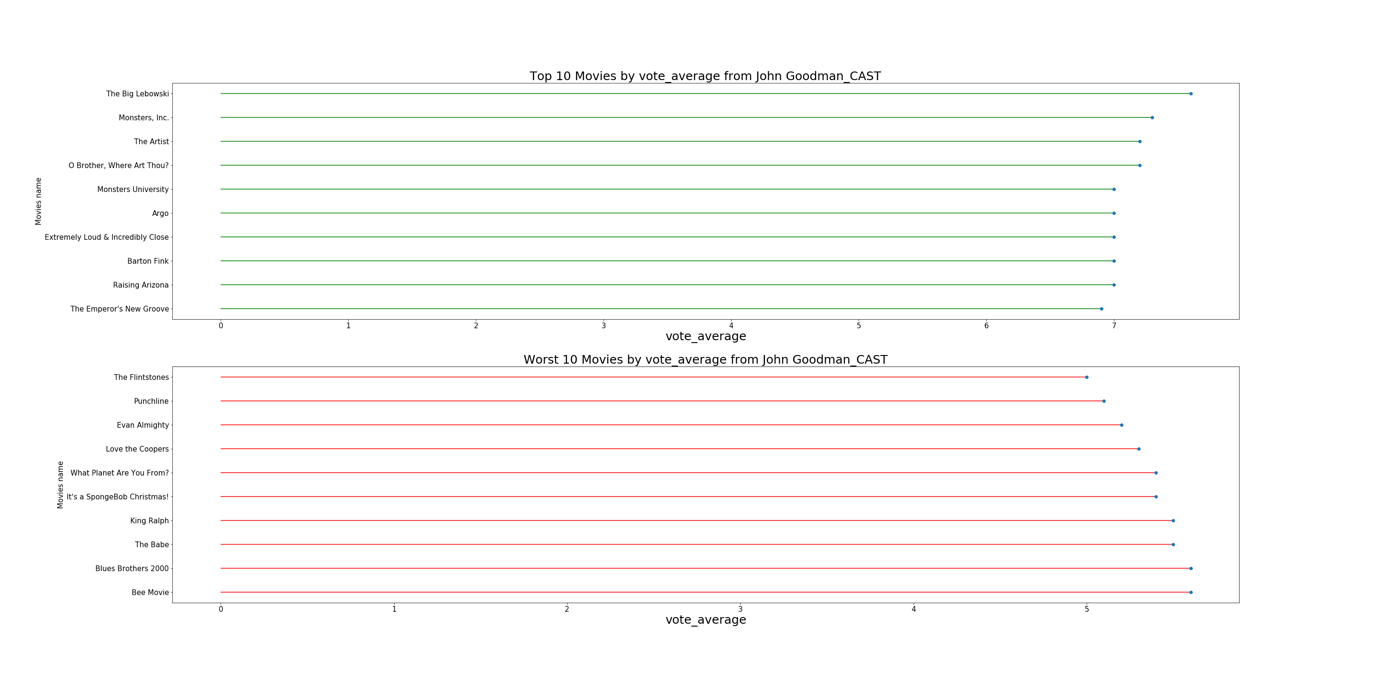 Top 10 Movies by vote_average from John Goodman_CAST
Movies name
The Big Lebowski
Monsters, Inc.
The Artist
O Brother, Where Art Thou?
Monsters University
Argo
Extremely Loud & Incredibly Close
Barton Fink
Raising Arizona
The Emperor's New Groove
0 1 2 3 4 5 6 7
vote_average
Worst 10 Movies by vote_average from John Goodman_CAST
Movies name
The Flintstones
Punchline
Evan Almighty
Love the Coopers
What Planet Are You From?
It's a SpongeBob Christmas!
King Ralph
The Babe
Blues Brothers 2000
Bee Movie
0 1 2 3 4 5
vote_average